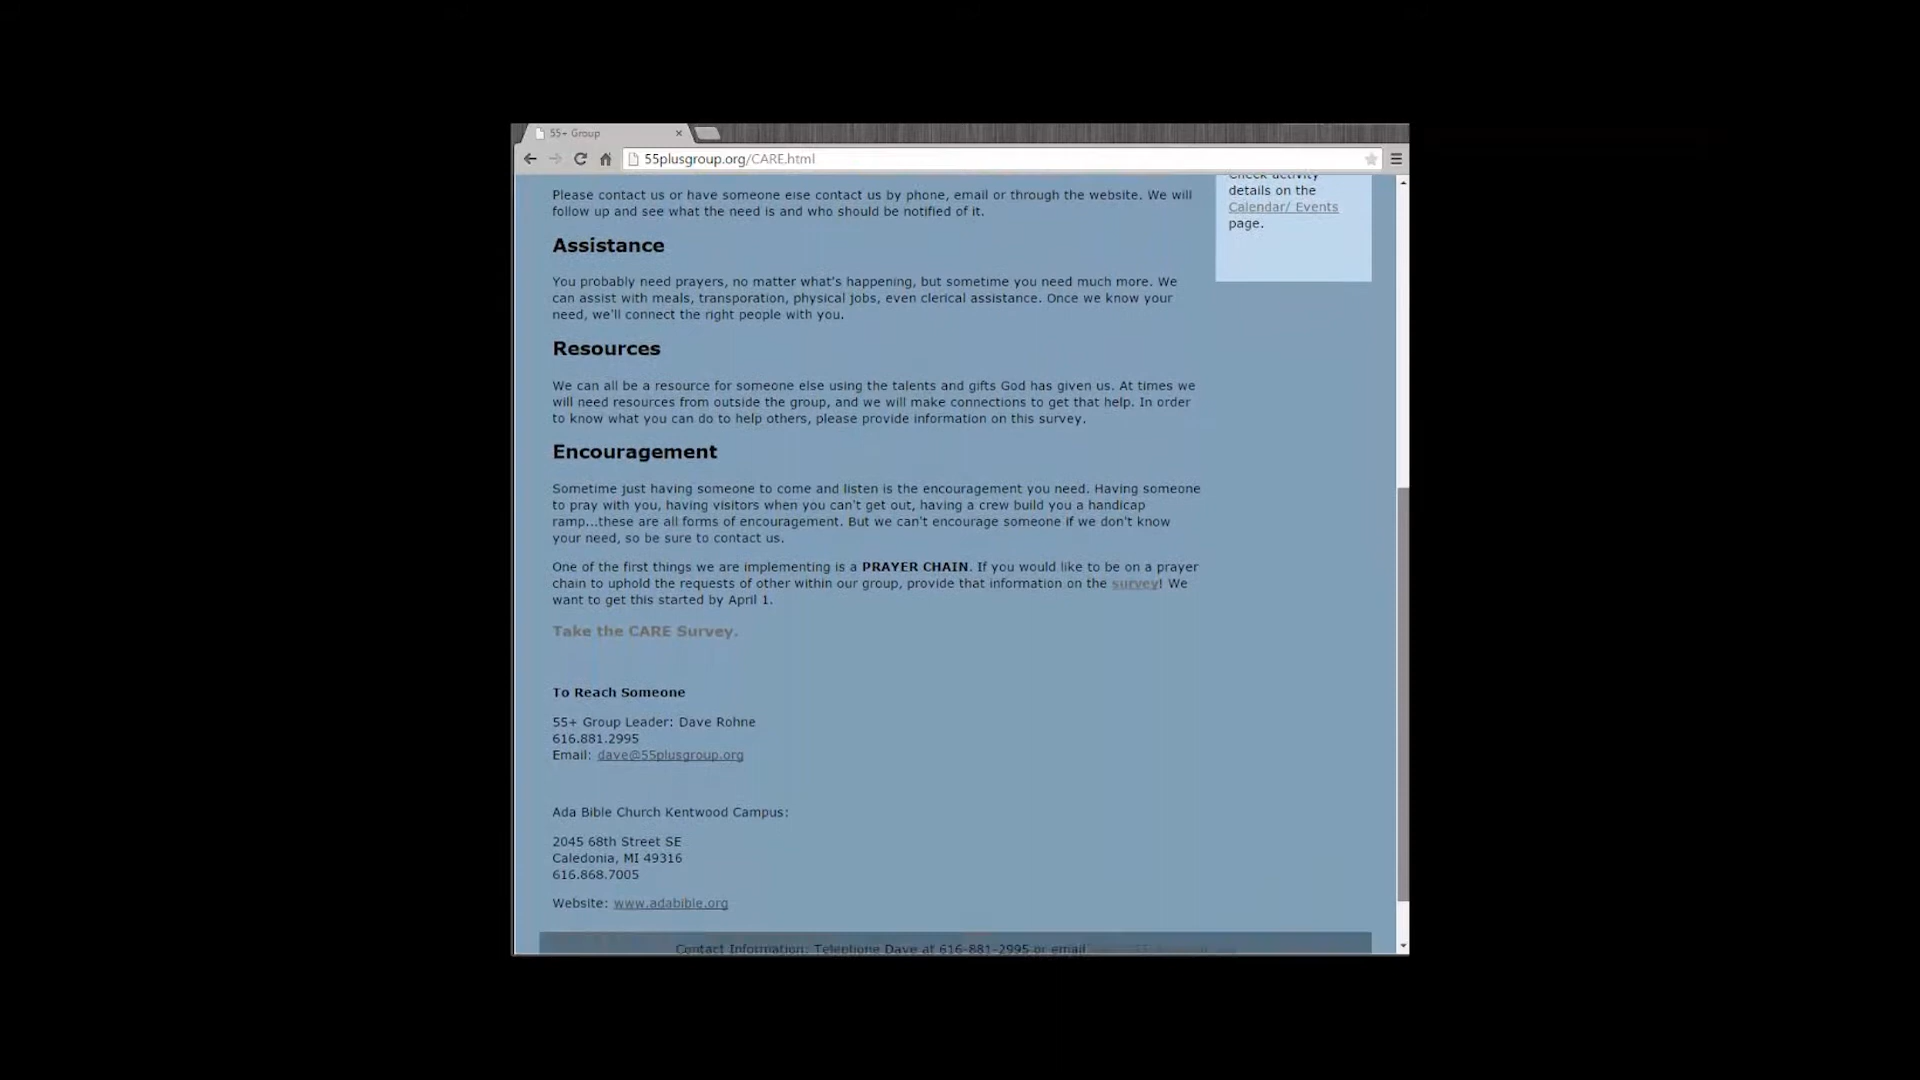 55+ Group
55plusgroup.org/CARE.html
Please contact us or have someone else contact us by phone, email or through the website. We will
follow up and see what the need is and who should be notified of it.
Assistance
You probably need prayers, no matter what's happening, but sometime you need much more. We
can assist with meals, transporation, physical jobs, even clerical assistance. Once we know your
need, we'll connect the right people with you.
Resources
We can all be a resource for someone else using the talents and gifts God has given us. At times we
will need resources from outside the group, and we will make connections to get that help. In order
to know what you can do to help others, please provide information on this survey.
Encouragement
Sometime just having someone to come and listen is the encouragement you need. Having someone
to pray with you, having visitors when you can't get out, having a crew build you a handicap
ramp...these are all forms of encouragement. But we can't encourage someone if we don't know
your need, so be sure to contact us.
One of the first things we are implementing is a PRAYER CHAIN. If you would like to be on a prayer
chain to uphold the requests of other within our group, provide that information on the survey! We
want to get this started by April 1.
Take the CARE Survey.
To Reach Someone
55+ Group Leader: Dave Rohne
616.881.2995
Email: dave@55plusgroup.org
Ada Bible Church Kentwood Campus:
2045 68th Street SE
Caledonia, MI 49316
616.868.7005
Website: www.adabible.org
Contact Information: Telephone Dave at 616-881-2995 or email
Check activity
details on the
Calendar/ Events
page.